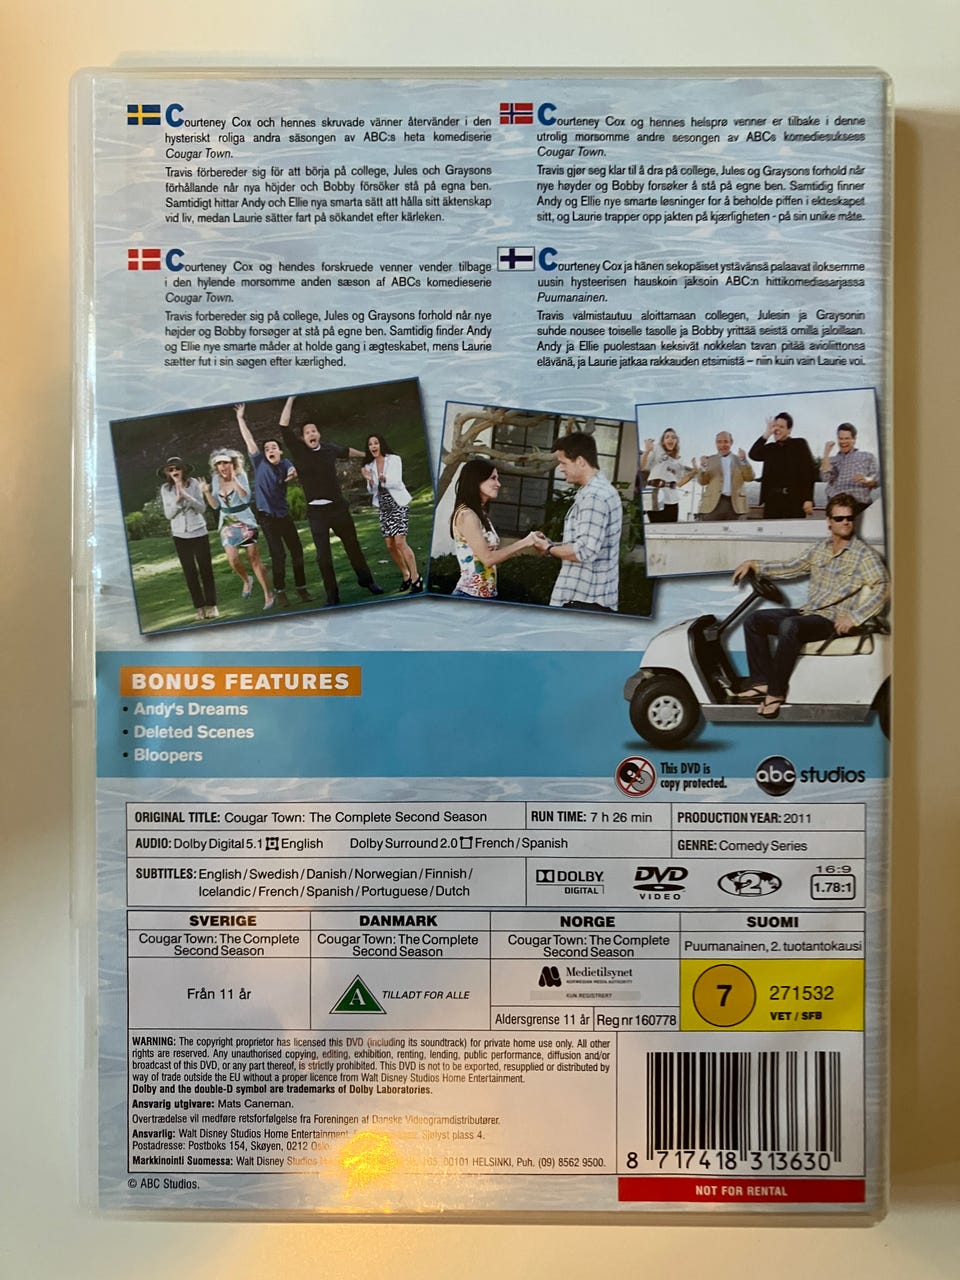 Courteney Cox och hennes skruvade vänner återvänder i den
hysteriskt roliga andra säsongen av ABC:s heta komediserie
Cougar Town.
Travis förbereder sig för att börja på college, Jules och Graysons
förhållande når nya höjder och Bobby försöker stå på egna ben.
Samtidigt hittar Andy och Ellie nya smarta sätt att hålla sitt äktenskap
vid liv, medan Laurie sätter fart på sökandet efter kärleken.
Courteney Cox og hennes helsprø venner er tilbake i denne
utrolig morsomme andre sesongen av ABCs komediesuksess
Cougar Town.
Travis gjør seg klar til å dra på college, Jules og Graysons forhold når
nye høyder og Bobby forsøker å stå på egne ben. Samtidig finner
Andy og Ellie nye smarte løsninger for å beholde piffen i ekteskapet
sitt, og Laurie trapper opp jakten på kjærligheten - på sin unike måte.
Courteney Cox og hendes forskruede venner vender tilbage
i den hylende morsomme anden sæson af ABCs komedieserie
Cougar Town.
Travis forbereder sig på college, Jules og Graysons forhold når nye
højder og Bobby forsøger at stå på egne ben. Samtidig finder Andy
og Ellie nye smarte måder at holde gang i ægteskabet, mens Laurie
sætter fut i sin søgen efter kærlighed.
Courteney Cox ja hänen sekopäiset ystävänsä palaavat iloksemme
uusin hysteerisen hauskoin jaksoin ABC:n hittikomediasarjassa
Puumanainen.
Travis valmistautuu aloittamaan collegen, Julesin ja Graysonin
suhde nousee toiselle tasolle ja Bobby yrittää seistä omilla jaloillaan.
Andy ja Ellie puolestaan keksivät nokkelan tavan pitää avioliittonsa
elävänä, ja Laurie jatkaa rakkauden etsimistä – niin kuin vain Laurie voi.
BONUS FEATURES
• Andy's Dreams
• Deleted Scenes
• Bloopers
This DVD is
copy protected.
abc studios
ORIGINAL TITLE: Cougar Town: The Complete Second Season
RUN TIME: 7 h 26 min
PRODUCTION YEAR: 2011
AUDIO: Dolby Digital 5.1 English Dolby Surround 2.0 French / Spanish
GENRE: Comedy Series
SUBTITLES: English / Swedish / Danish / Norwegian / Finnish /
Icelandic / French / Spanish / Portuguese / Dutch
DOLBY
DIGITAL
DVD
VIDEO
2
16:9
1.78:1
SVERIGE
Cougar Town: The Complete
Second Season
Från 11 år
DANMARK
Cougar Town: The Complete
Second Season
A
TILLADT FOR ALLE
NORGE
Cougar Town: The Complete
Second Season
Medietilsynet
NORWEGIAN MEDIA AUTHORITY
KUN REGISTRERT
Aldersgrense 11 år Reg nr 160778
SUOMI
Puumanainen, 2. tuotantokausi
7
271532
VET / SFB
WARNING: The copyright proprietor has licensed this DVD (including its soundtrack) for private home use only. All other
rights are reserved. Any unauthorised copying, editing, exhibition, renting, lending, public performance, diffusion and/or
broadcast of this DVD, or any part thereof, is strictly prohibited. This DVD is not to be exported, resupplied or distributed by
way of trade outside the EU without a proper licence from Walt Disney Studios Home Entertainment.
Dolby and the double-D symbol are trademarks of Dolby Laboratories.
Ansvarig utgivare: Mats Caneman.
Overtrædelse vil medføre retsforfølgelse fra Foreningen af Danske Videogramdistributører.
Ansvarlig: Walt Disney Studios Home Entertainment, Sjølyst plass 4.
Postadresse: Postboks 154, Skøyen, 0212 Oslo
Markkinointi Suomessa: Walt Disney Studios 00101 HELSINKI, Puh. (09) 8562 9500.
8 717418 313630
NOT FOR RENTAL
© ABC Studios.